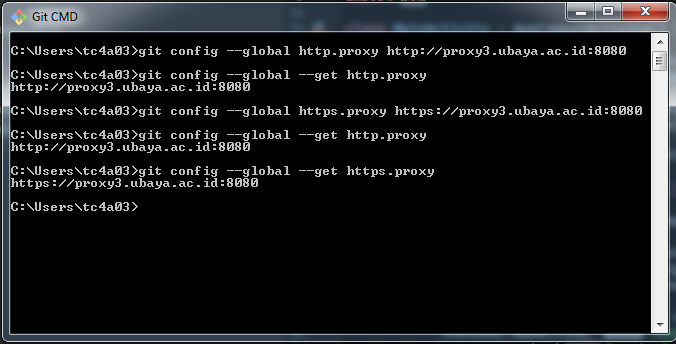 Git CMD
C:\Users\tc4a03>git config --global http.proxy http://proxy3.ubaya.ac.id:8080
C:\Users\tc4a03>git config --global --get http.proxy
http://proxy3.ubaya.ac.id:8080
C:\Users\tc4a03>git config --global https.proxy https://proxy3.ubaya.ac.id:8080
C:\Users\tc4a03>git config --global --get http.proxy
http://proxy3.ubaya.ac.id:8080
C:\Users\tc4a03>git config --global --get https.proxy
https://proxy3.ubaya.ac.id:8080
C:\Users\tc4a03>